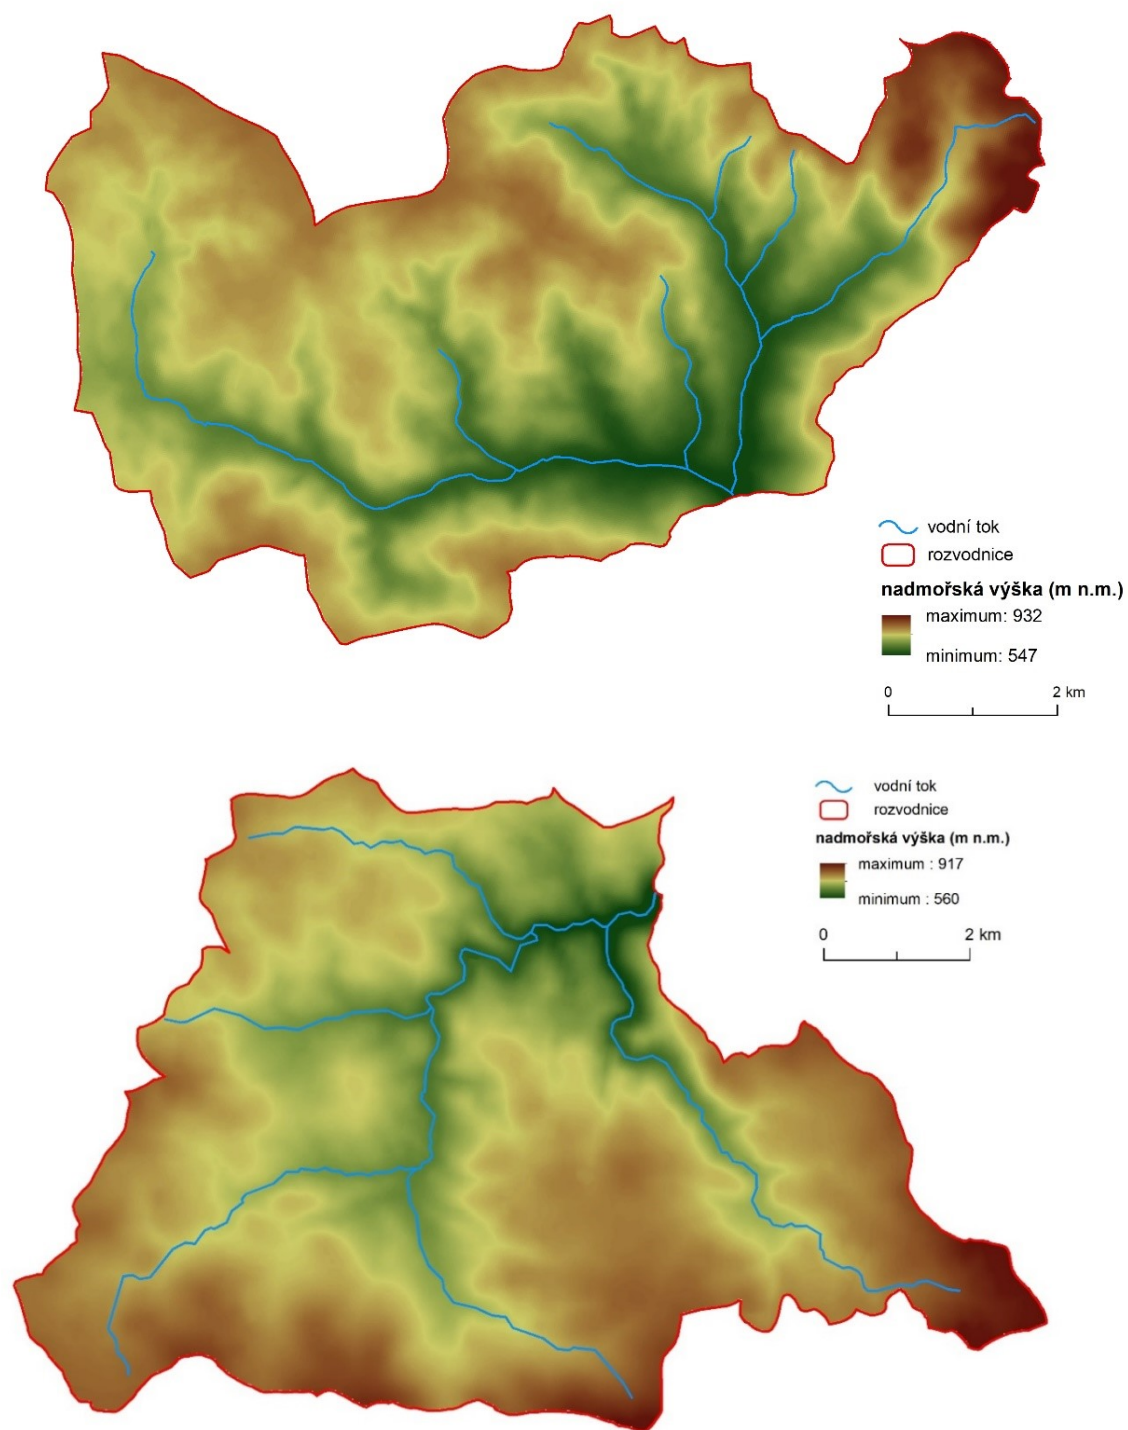 vodní tok
rozvodnice
nadmořská výška (m n.m.)
maximum: 932
minimum: 547
0 2 km
vodní tok
rozvodnice
nadmořská výška (m n.m.)
maximum : 917
minimum : 560
0 2 km